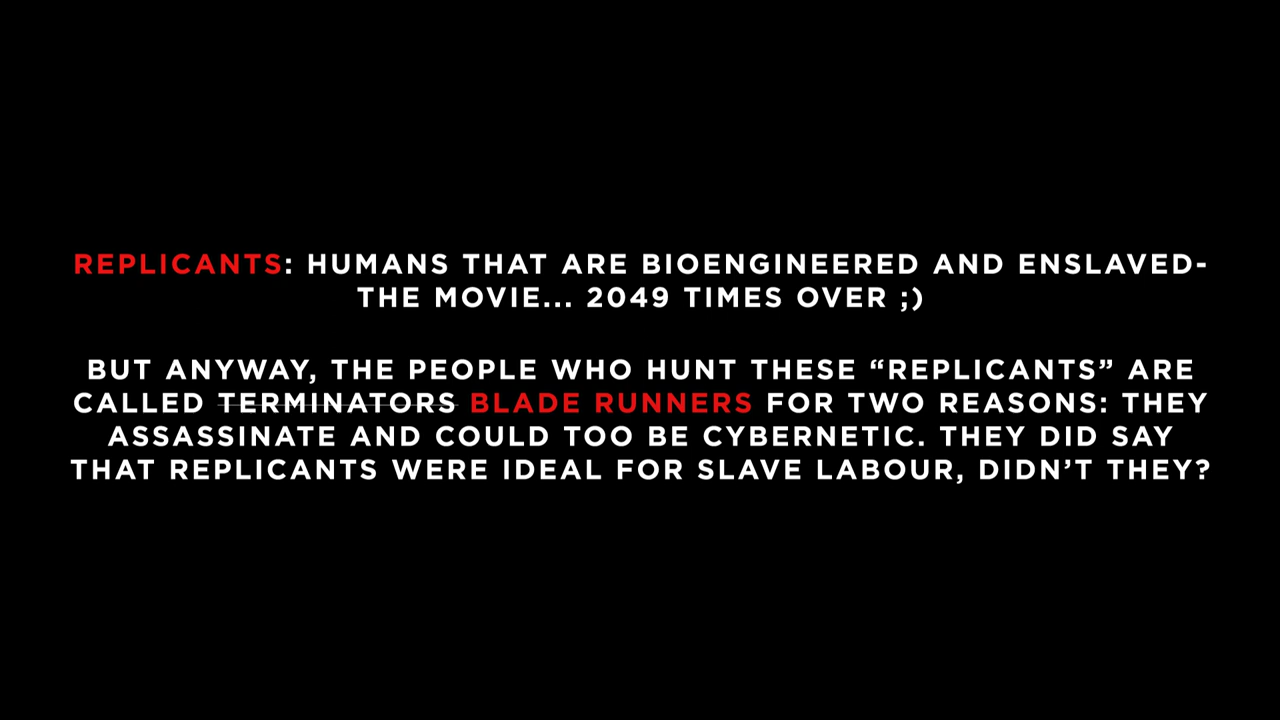 REPLICANTS: HUMANS THAT ARE BIOENGINEERED AND ENSLAVED-
THE MOVIE... 2049 TIMES OVER ;)
BUT ANYWAY, THE PEOPLE WHO HUNT THESE “REPLICANTS” ARE
CALLED TERMINATORS BLADE RUNNERS FOR TWO REASONS: THEY
ASSASSINATE AND COULD TOO BE CYBERNETIC. THEY DID SAY
THAT REPLICANTS WERE IDEAL FOR SLAVE LABOUR, DIDN’T THEY?